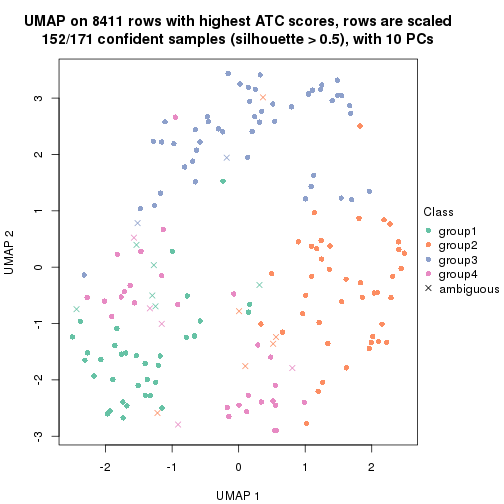 UMAP on 8411 rows with highest ATC scores, rows are scaled
152/171 confident samples (silhouette > 0.5), with 10 PCs
3
2
1
0
-1
-2
-3
UMAP 2
-2
-1
0
1
2
UMAP 1
Class
group1
group2
group3
group4
ambiguous